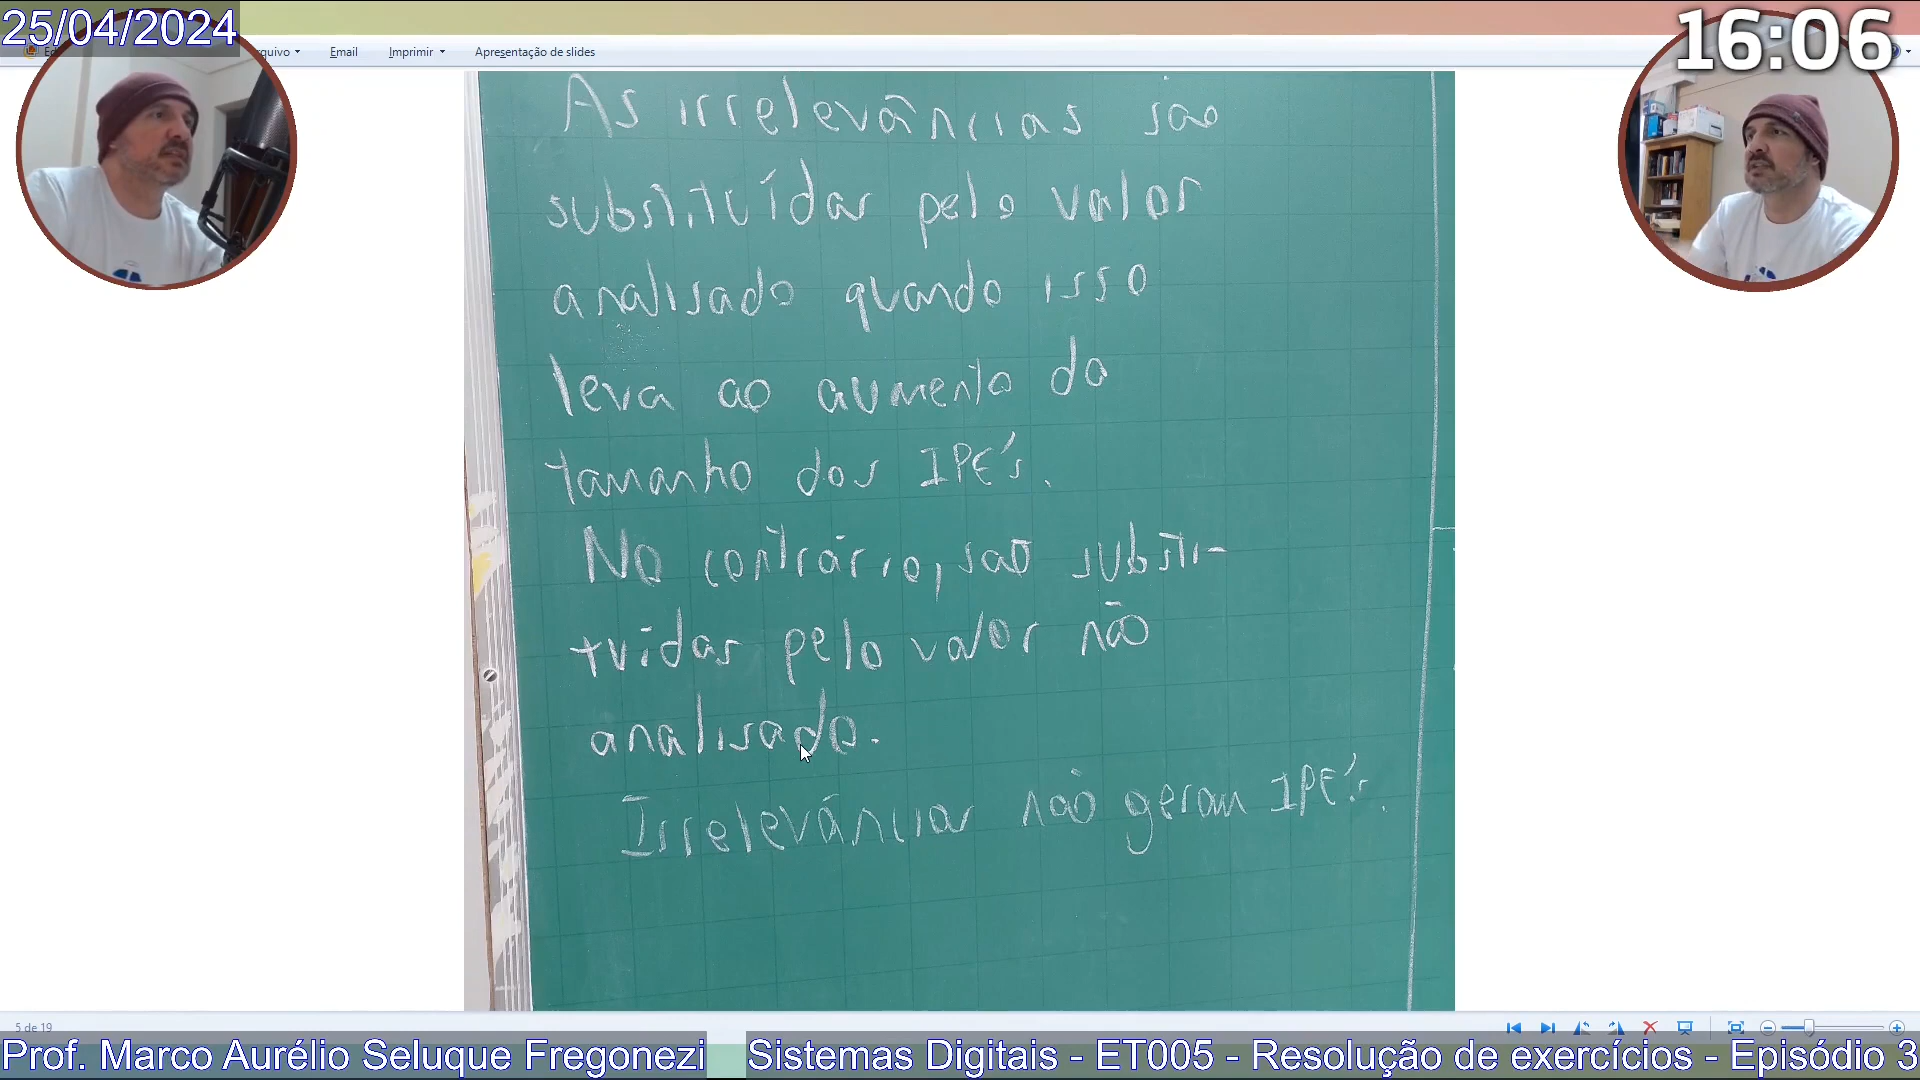 25/04/2024
16:06
Arquivo
Email
Imprimir
Apresentação de slides
As irrelevâncias são
substituídas pelo valor
analisado quando isso
leva ao aumento do
tamanho dos IPE's.
No contrário, são substi-
tuídas pelo valor não
analisado.
Irrelevâncias não geram IPE's.
5 de 19
Prof. Marco Aurélio Seluque Fregonezi
Sistemas Digitais - ET005 - Resolução de exercícios - Episódio 3